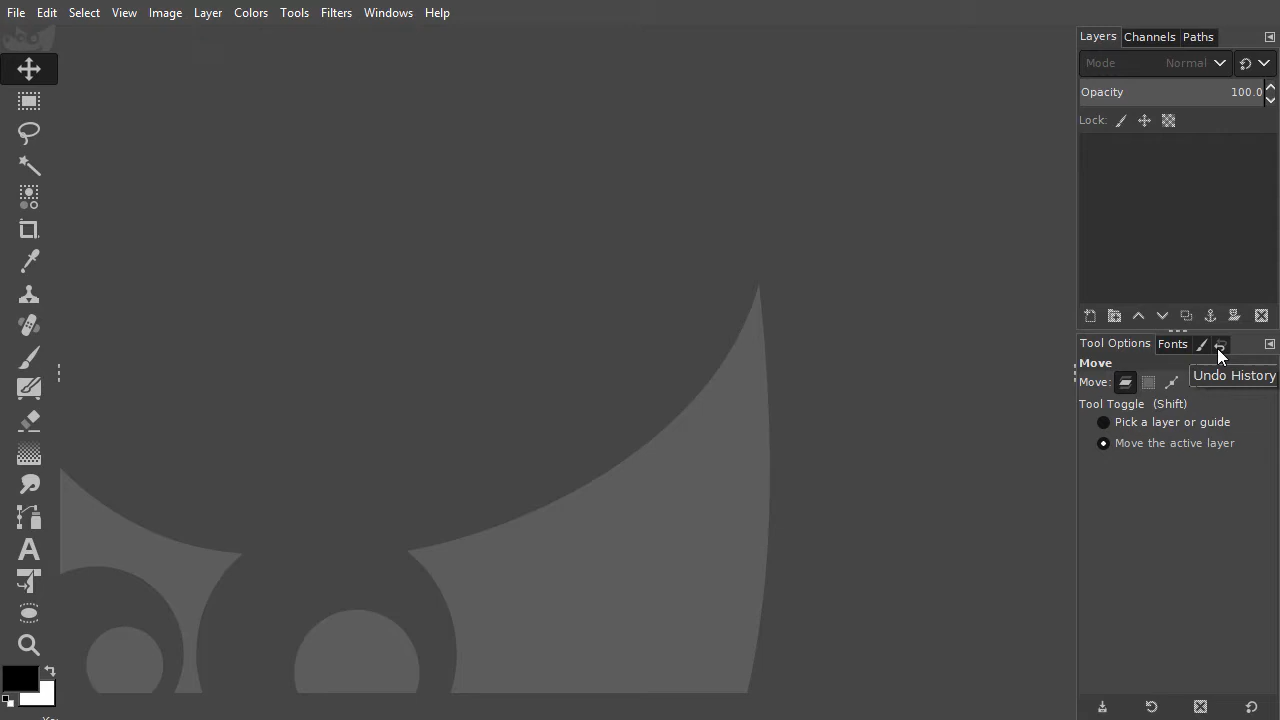 File Edit Select View Image Layer Colors Tools Filters Windows Help
Layers Channels Paths
Mode Normal
Opacity 100.0
Lock:
Tool Options Fonts
Move
Move:
Undo History
Tool Toggle (Shift)
Pick a layer or guide
Move the active layer